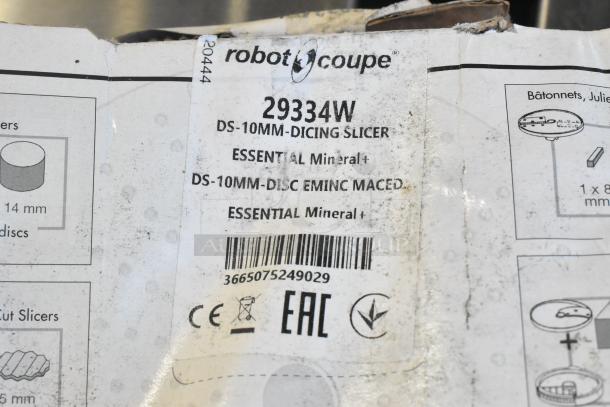 20444
robot coupe®
29334W
DS-10MM-DICING SLICER
ESSENTIAL Mineral+
DS-10MM-DISC EMINC MACED.
ESSENTIAL Mineral+
3665075249029
CE
EAC
ers
14 mm
discs
Cut Slicers
5 mm
Bâtonnets, Julie
1 x 8
mm
+